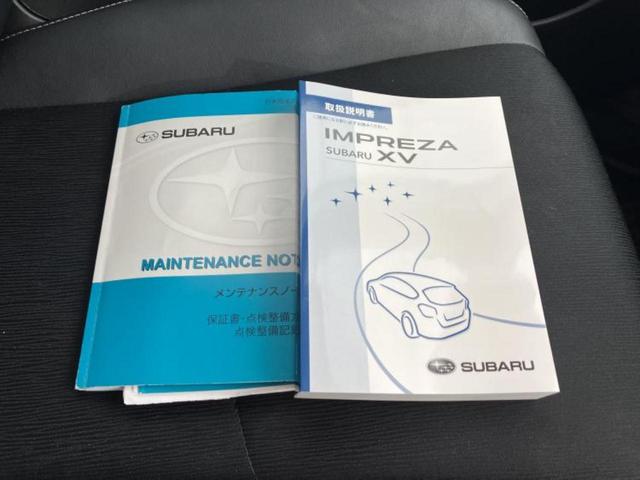 SUBARU
MAINTENANCE NOT
メンテナンスノー
保証書・点検整備
点検整備記
取扱説明書
IMPREZA
SUBARU XV
SUBARU